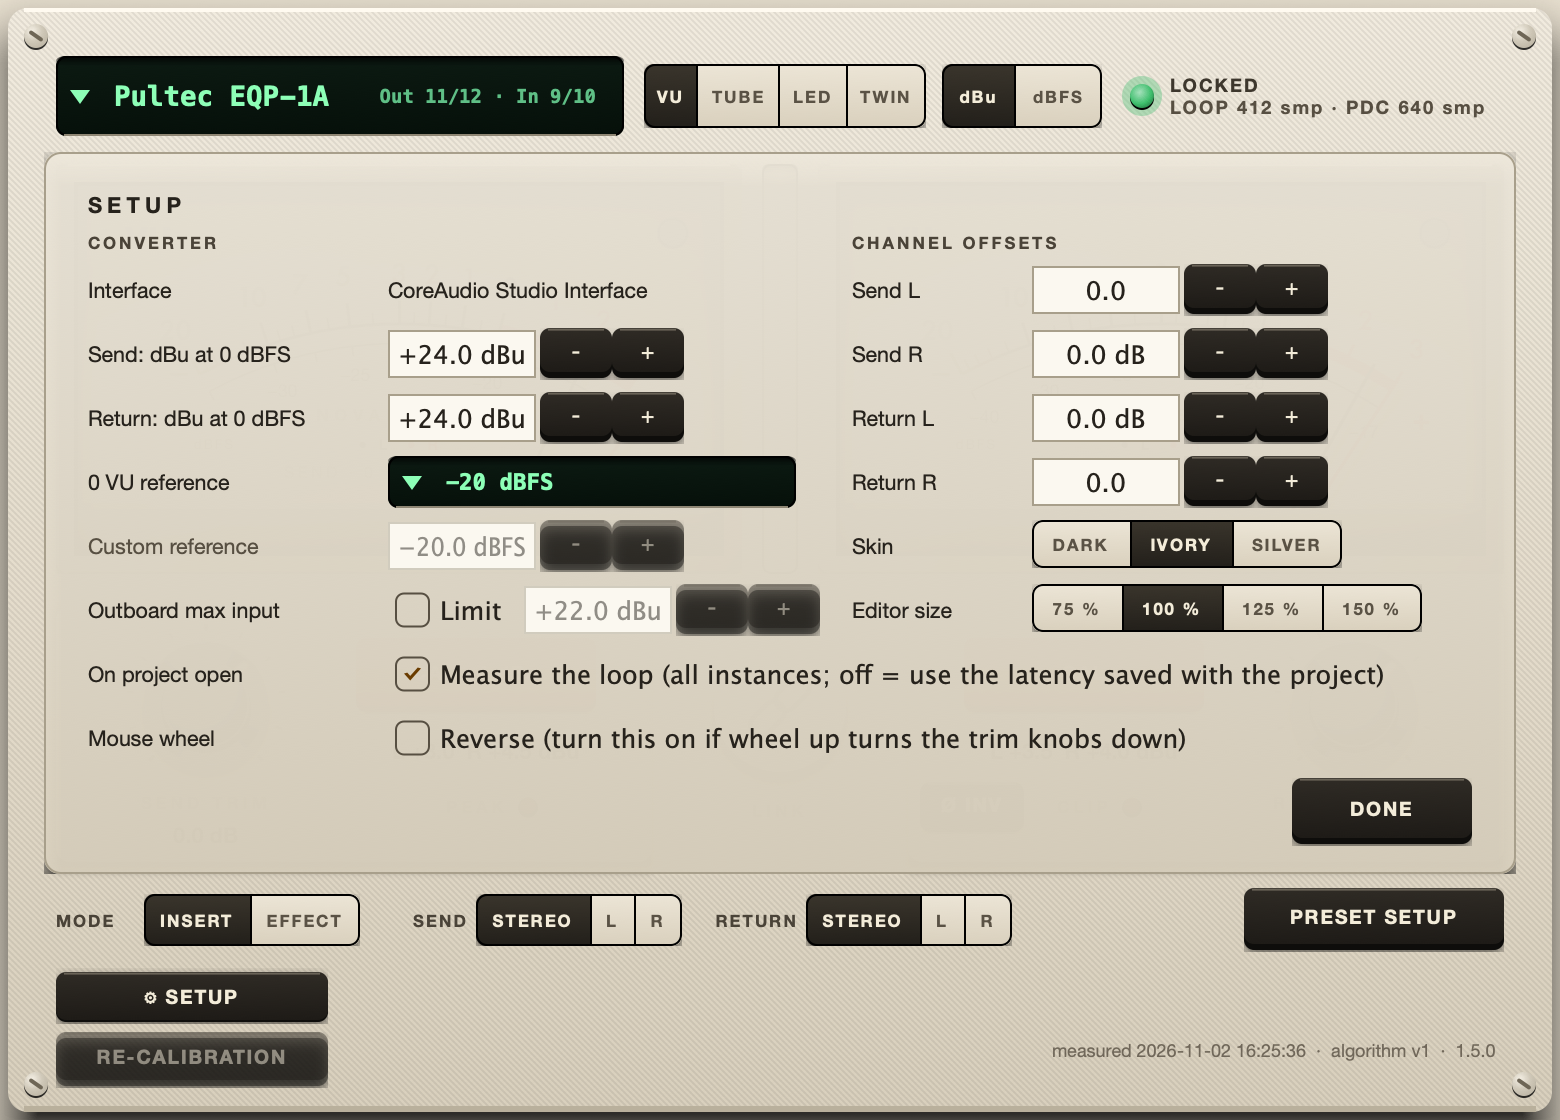 Pultec EQP-1A Out 11/12 · In 9/10
VU TUBE LED TWIN
dBu dBFS
LOCKED
LOOP 412 smp · PDC 640 smp
SETUP
CONVERTER
Interface CoreAudio Studio Interface
Send: dBu at 0 dBFS +24.0 dBu - +
Return: dBu at 0 dBFS +24.0 dBu - +
0 VU reference −20 dBFS
Custom reference −20.0 dBFS - +
Outboard max input Limit +22.0 dBu - +
CHANNEL OFFSETS
Send L 0.0 - +
Send R 0.0 dB - +
Return L 0.0 dB - +
Return R 0.0 - +
Skin DARK IVORY SILVER
Editor size 75 % 100 % 125 % 150 %
On project open Measure the loop (all instances; off = use the latency saved with the project)
Mouse wheel Reverse (turn this on if wheel up turns the trim knobs down)
DONE
MODE INSERT EFFECT SEND STEREO L R RETURN STEREO L R PRESET SETUP
⚙ SETUP
RE-CALIBRATION
measured 2026-11-02 16:25:36 · algorithm v1 · 1.5.0